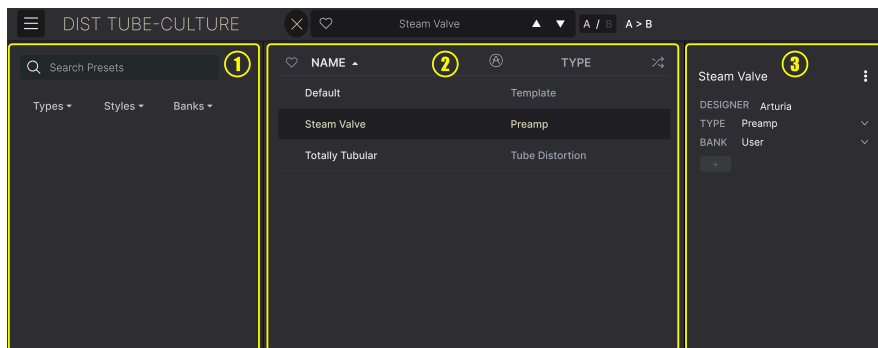 DIST TUBE-CULTURE
Steam Valve
A / B
A > B
1
Search Presets
Types
Styles
Banks
2
NAME
TYPE
Default
Template
Steam Valve
Preamp
Totally Tubular
Tube Distortion
3
Steam Valve
DESIGNER Arturia
TYPE Preamp
BANK User
+